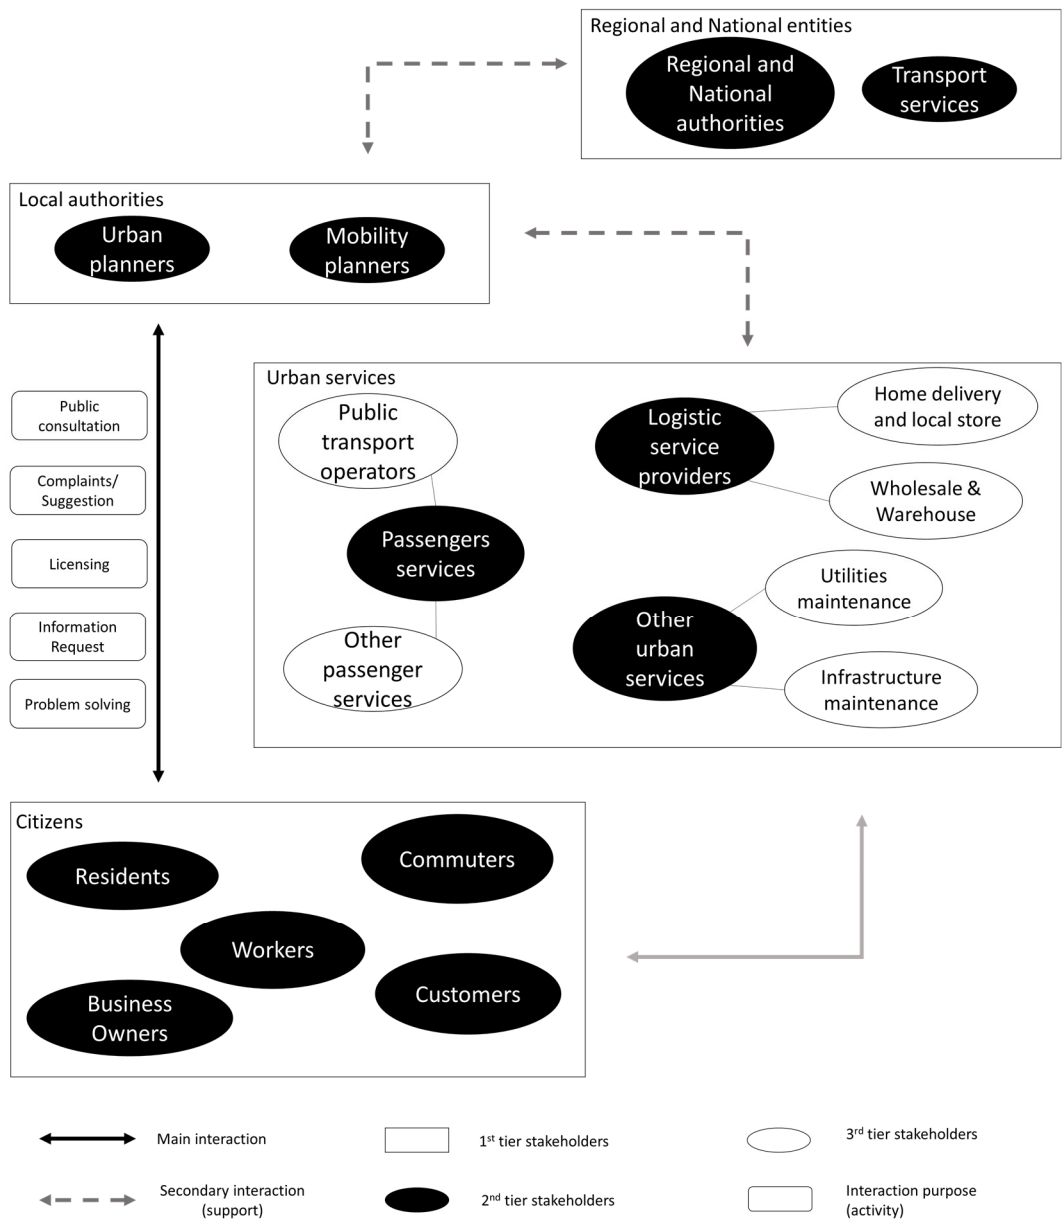 Regional and National entities
Regional and
National
authorities
Transport
services
Local authorities
Urban
planners
Mobility
planners
Public
consultation
Complaints/
Suggestion
Licensing
Information
Request
Problem solving
Urban services
Public
transport
operators
Passengers
services
Other
passenger
services
Logistic
service
providers
Home delivery
and local store
Wholesale &
Warehouse
Other
urban
services
Utilities
maintenance
Infrastructure
maintenance
Citizens
Residents
Commuters
Workers
Business
Owners
Customers
Main interaction
1st tier stakeholders
3rd tier stakeholders
Secondary interaction
(support)
2nd tier stakeholders
Interaction purpose
(activity)